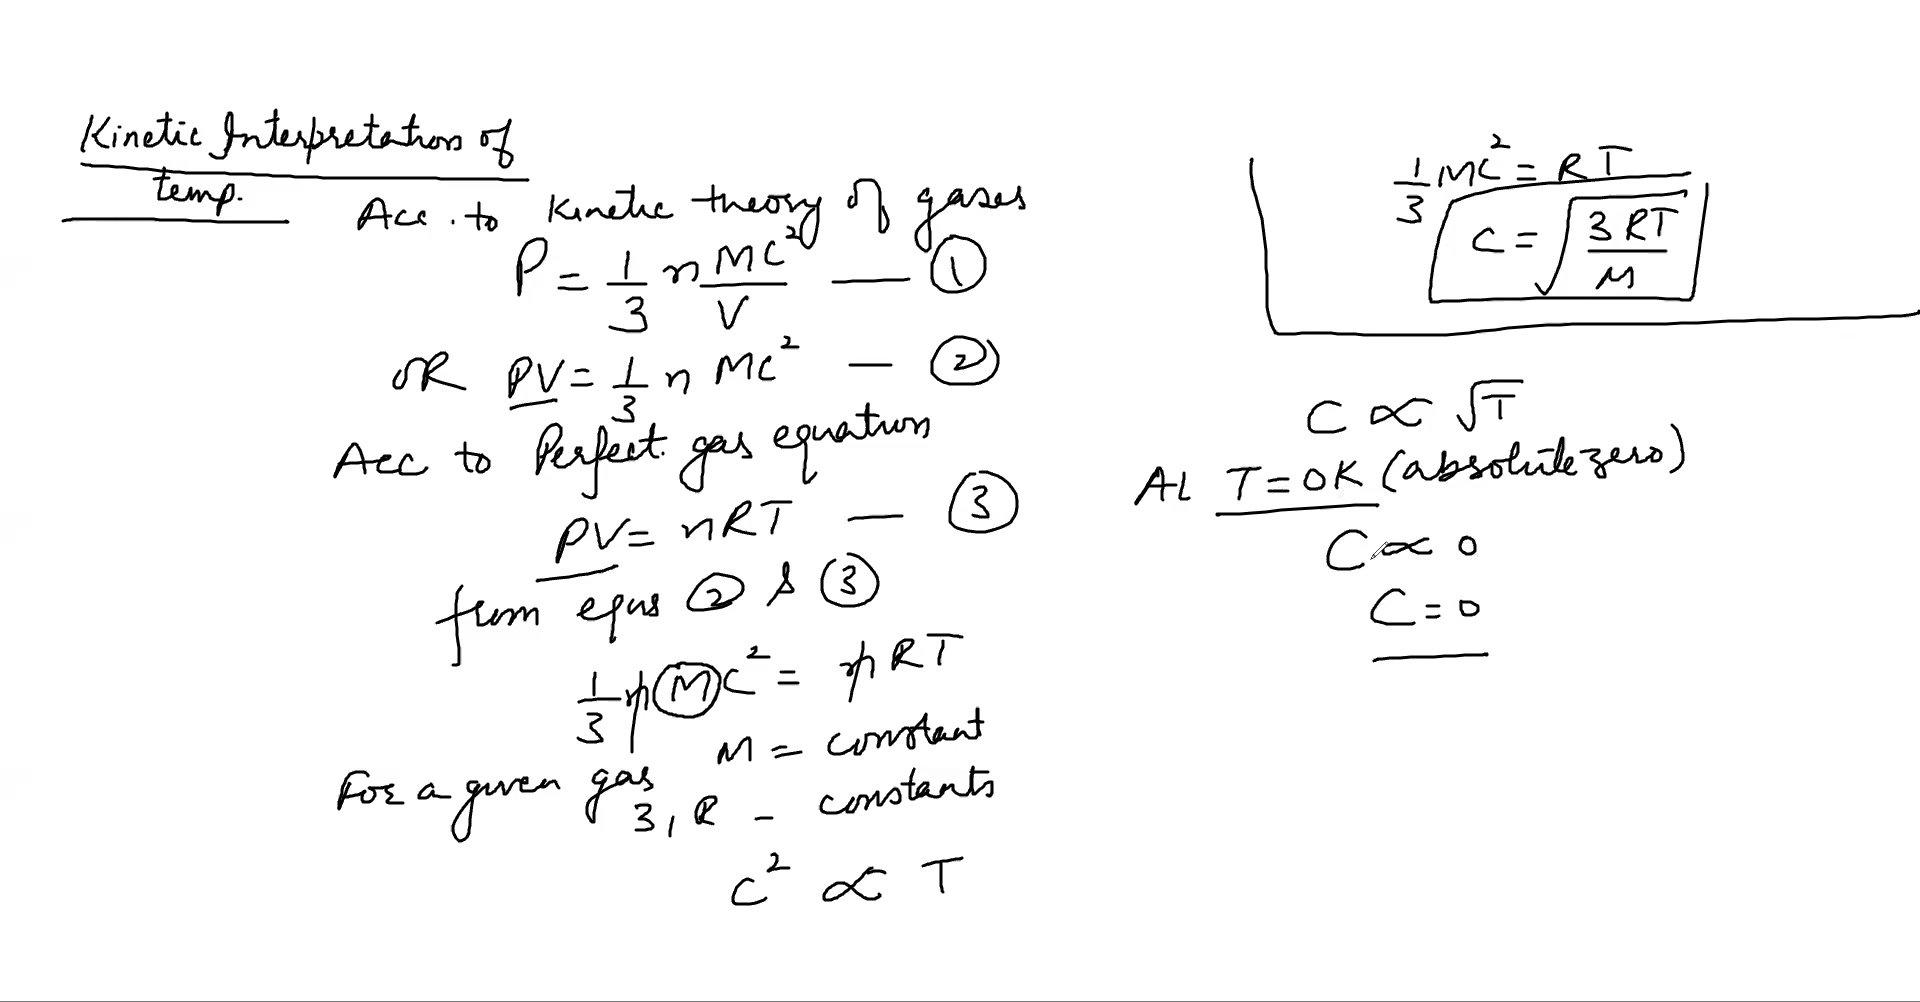 Kinetic Interpretation of
temp.
Acc. to Kinetic theory of gases
P = 1/3 n MC²/V — ①
OR PV = 1/3 n MC² — ②
Acc to Perfect gas equation
PV = nRT — ③
from eqns ② & ③
1/3 n M C² = n RT
M = constant
For a given gas
3, R - constants
C² ∝ T
1/3 MC² = RT
C = √(3RT/M)
C ∝ √T
At T = 0K (absolute zero)
C ∝ 0
C = 0